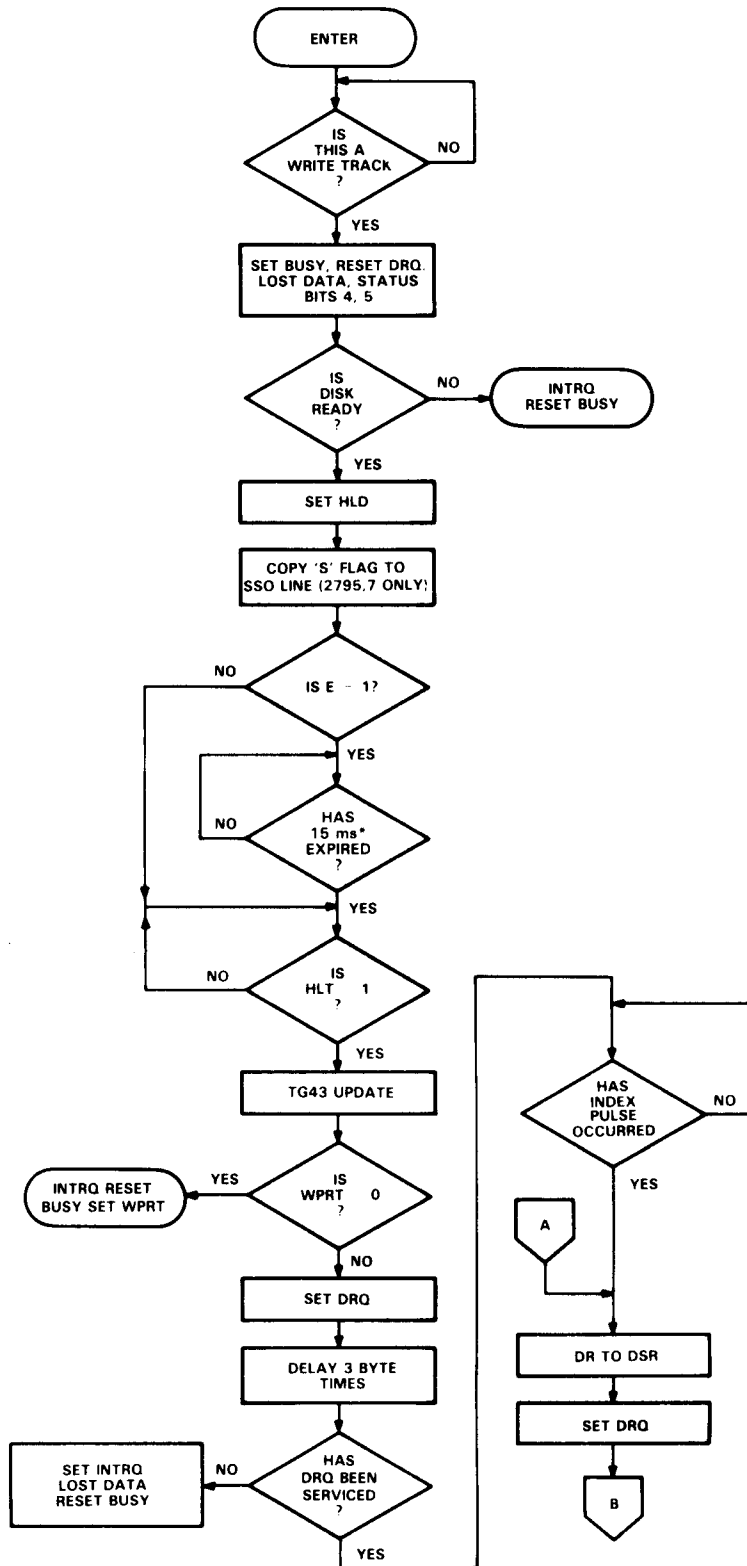 ENTER
IS
THIS A
WRITE TRACK
?
NO
YES
SET BUSY, RESET DRQ.
LOST DATA, STATUS
BITS 4, 5
IS
DISK
READY
?
NO
INTRQ
RESET BUSY
YES
SET HLD
COPY 'S' FLAG TO
SSO LINE (2795,7 ONLY)
NO
IS E - 1?
YES
HAS
15 ms*
EXPIRED
?
NO
YES
IS
HLT 1
?
NO
YES
TG43 UPDATE
IS
WPRT 0
?
YES
INTRQ RESET
BUSY SET WPRT
NO
SET DRQ
DELAY 3 BYTE
TIMES
HAS
DRQ BEEN
SERVICED
?
NO
SET INTRQ
LOST DATA
RESET BUSY
YES
HAS
INDEX
PULSE
OCCURRED
NO
YES
A
DR TO DSR
SET DRQ
B